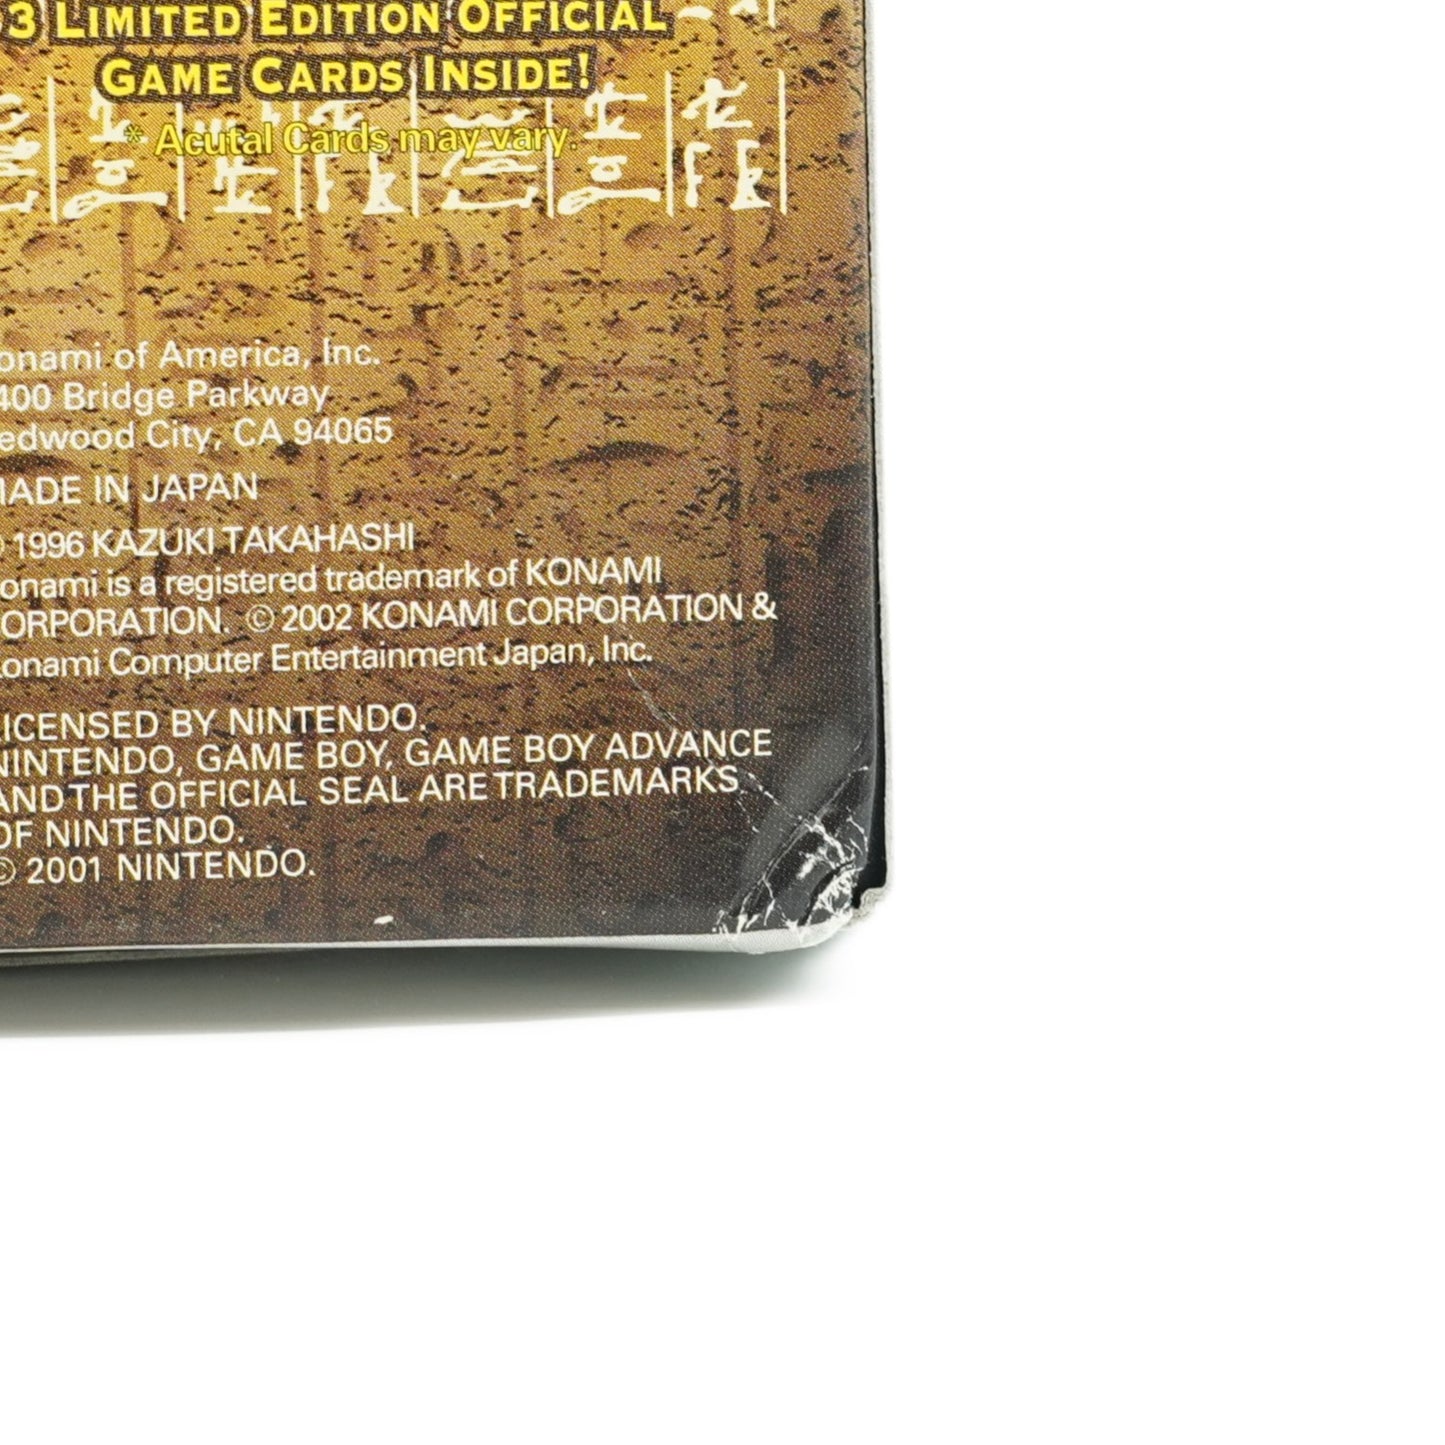 3 LIMITED EDITION OFFICIAL
GAME CARDS INSIDE!
* Acutal Cards may vary.
onami of America, Inc.
400 Bridge Parkway
edwood City, CA 94065
MADE IN JAPAN
© 1996 KAZUKI TAKAHASHI
onami is a registered trademark of KONAMI
ORPORATION. © 2002 KONAMI CORPORATION &
onami Computer Entertainment Japan, Inc.
LICENSED BY NINTENDO.
NINTENDO, GAME BOY, GAME BOY ADVANCE
AND THE OFFICIAL SEAL ARE TRADEMARKS
OF NINTENDO.
© 2001 NINTENDO.